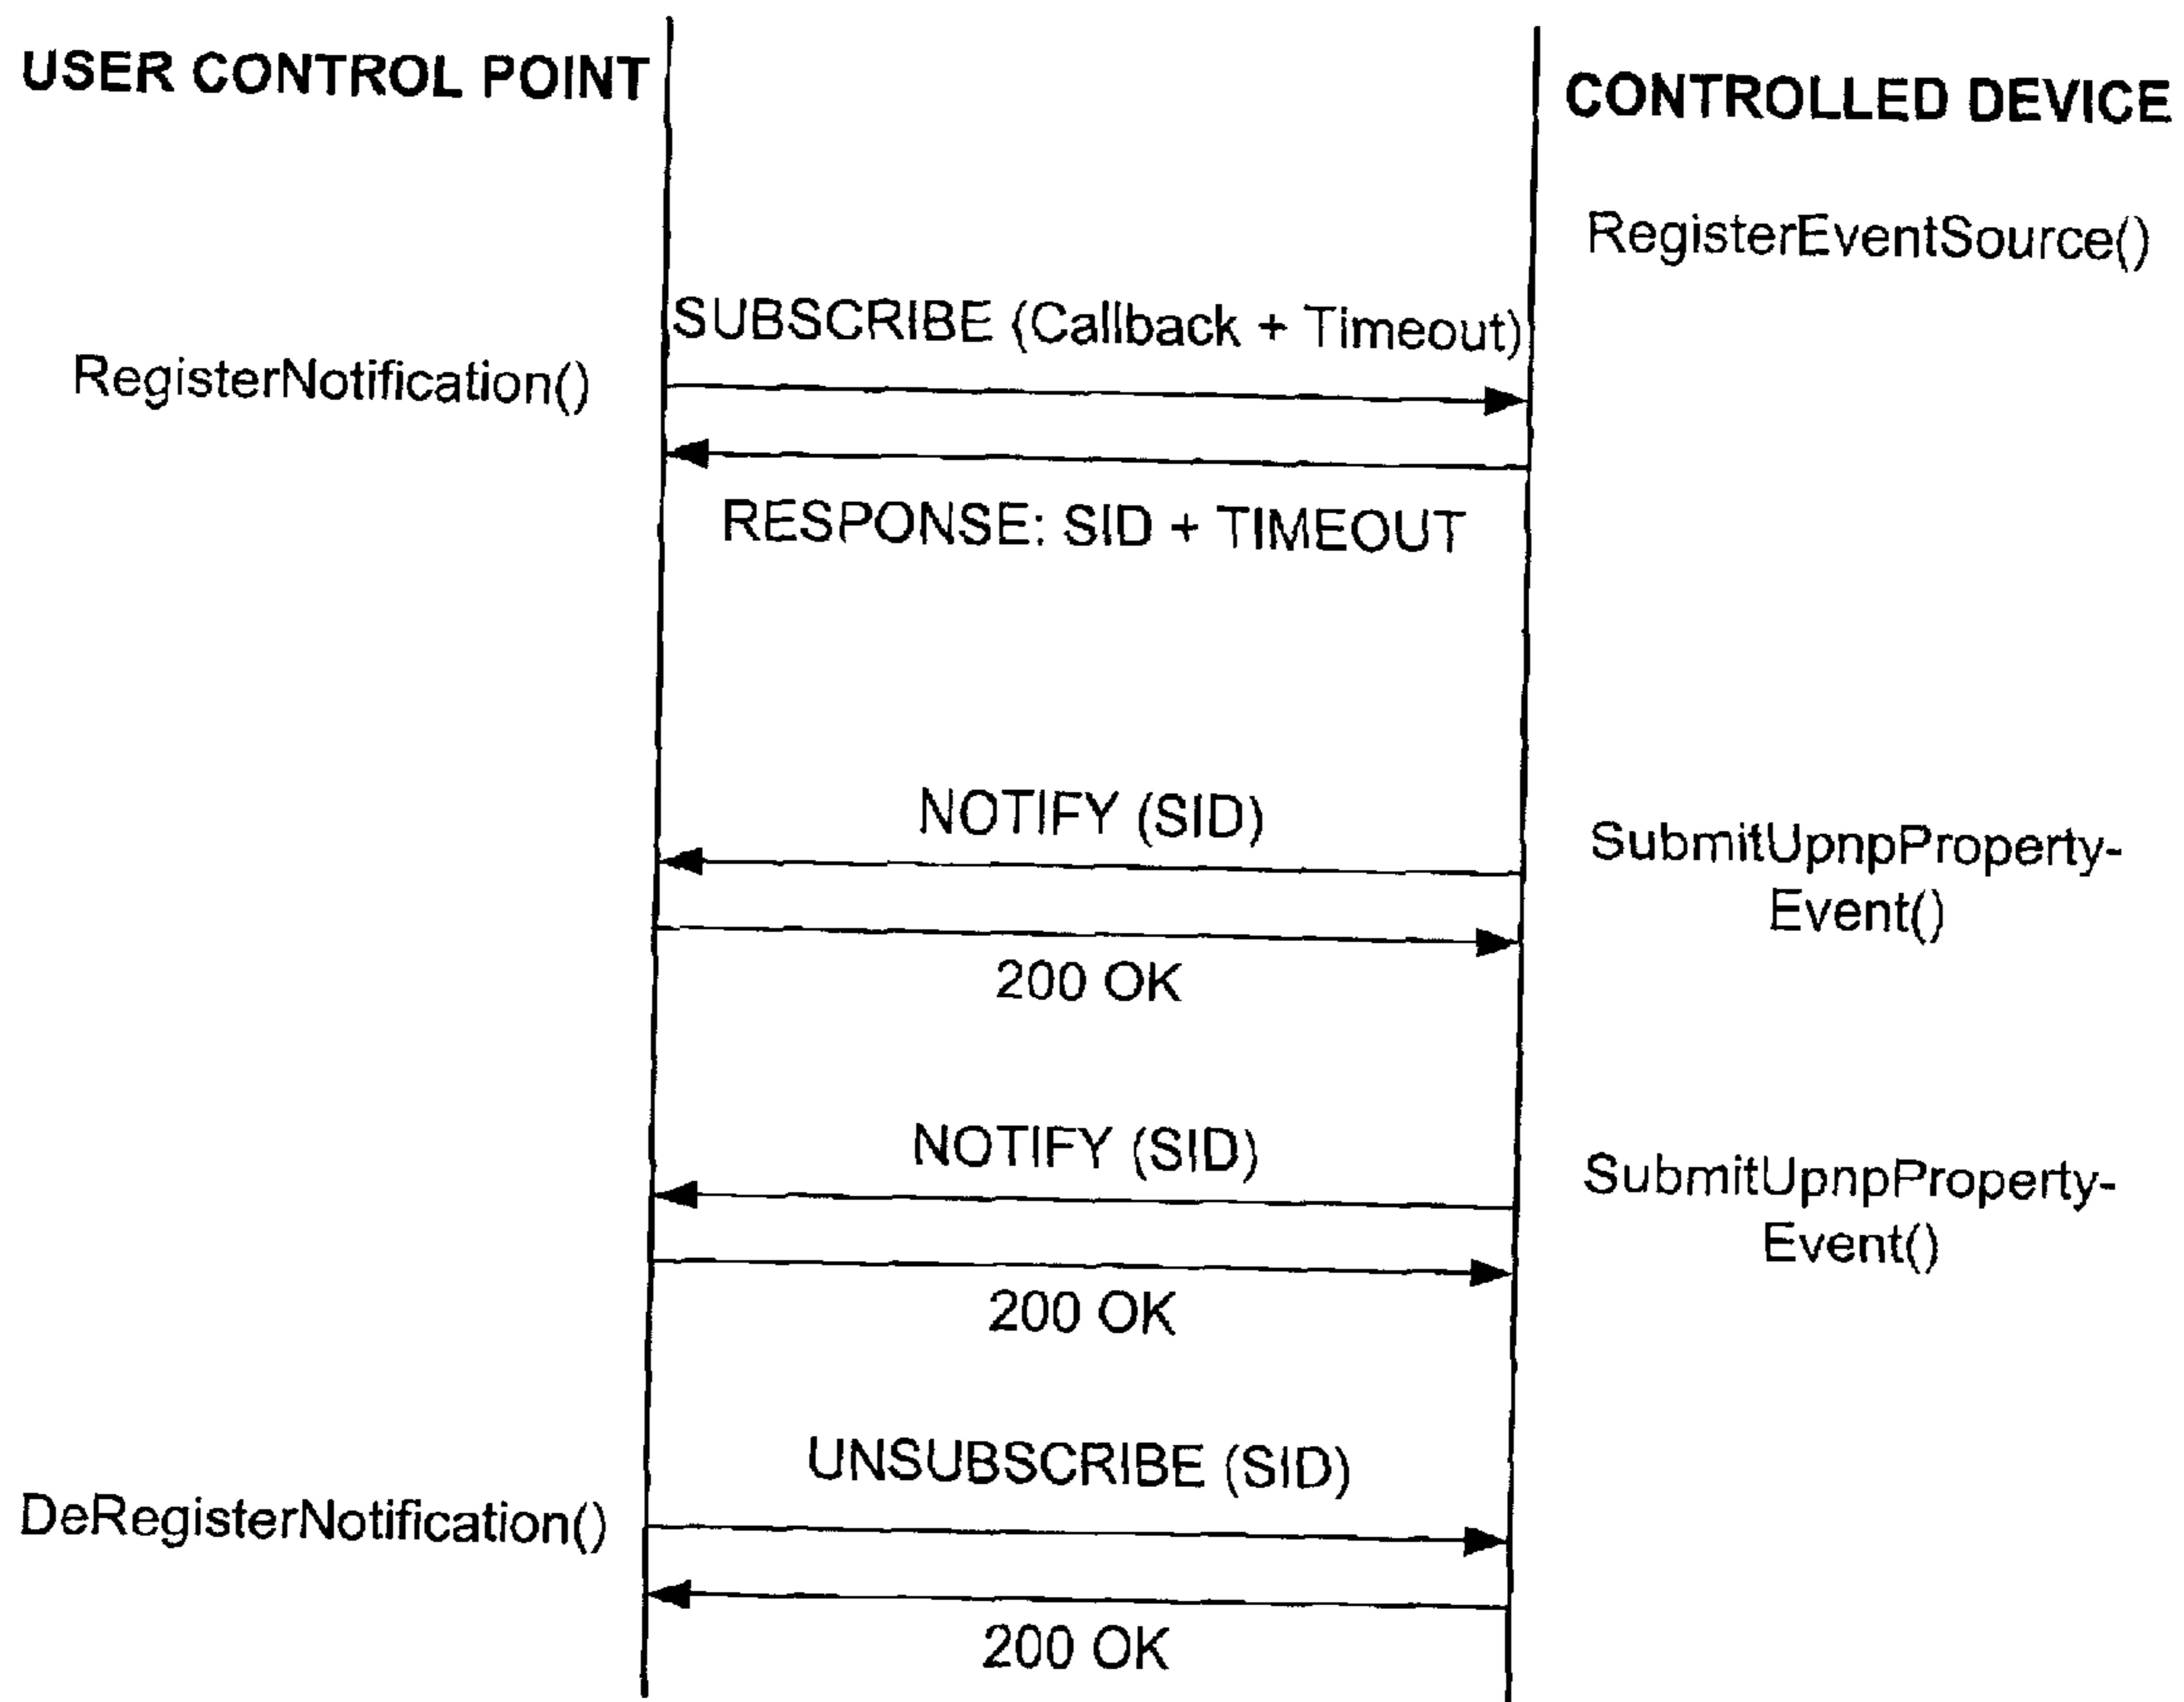 USER CONTROL POINT
CONTROLLED DEVICE
RegisterEventSource()
SUBSCRIBE (Callback + Timeout)
RegisterNotification()
RESPONSE: SID + TIMEOUT
NOTIFY (SID)
SubmitUpnpProperty-
Event()
200 OK
NOTIFY (SID)
SubmitUpnpProperty-
Event()
200 OK
UNSUBSCRIBE (SID)
DeRegisterNotification()
200 OK